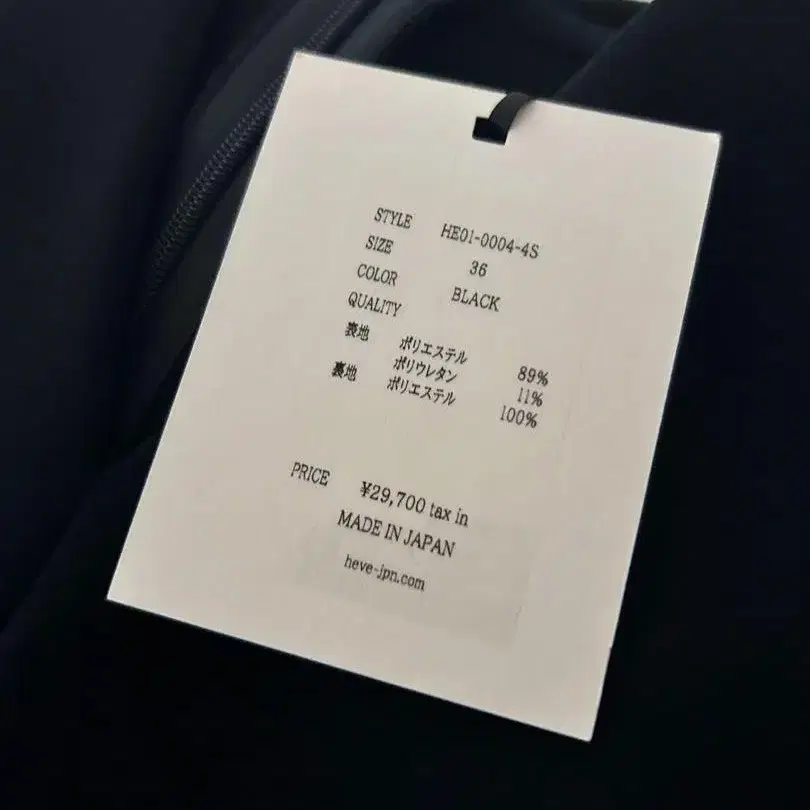 STYLE HE01-0004-4S
SIZE 36
COLOR BLACK
QUALITY
表地 ポリエステル 89%
ポリウレタン 11%
裏地 ポリエステル 100%
PRICE ¥29,700 tax in
MADE IN JAPAN
heve-jpn.com